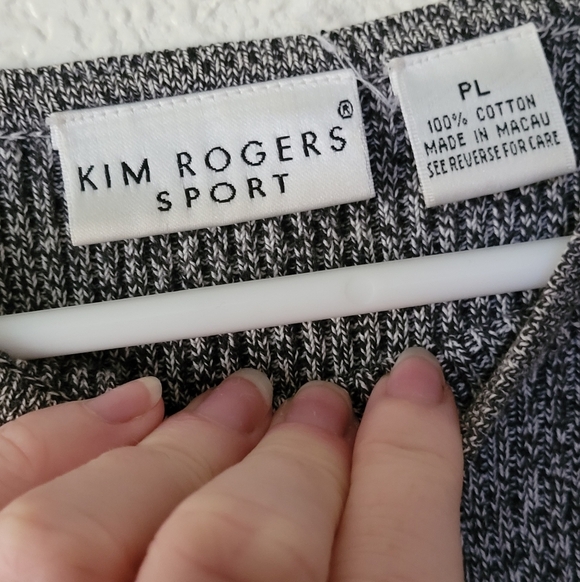 KIM ROGERS®
SPORT
PL
100% COTTON
MADE IN MACAU
SEE REVERSE FOR CARE